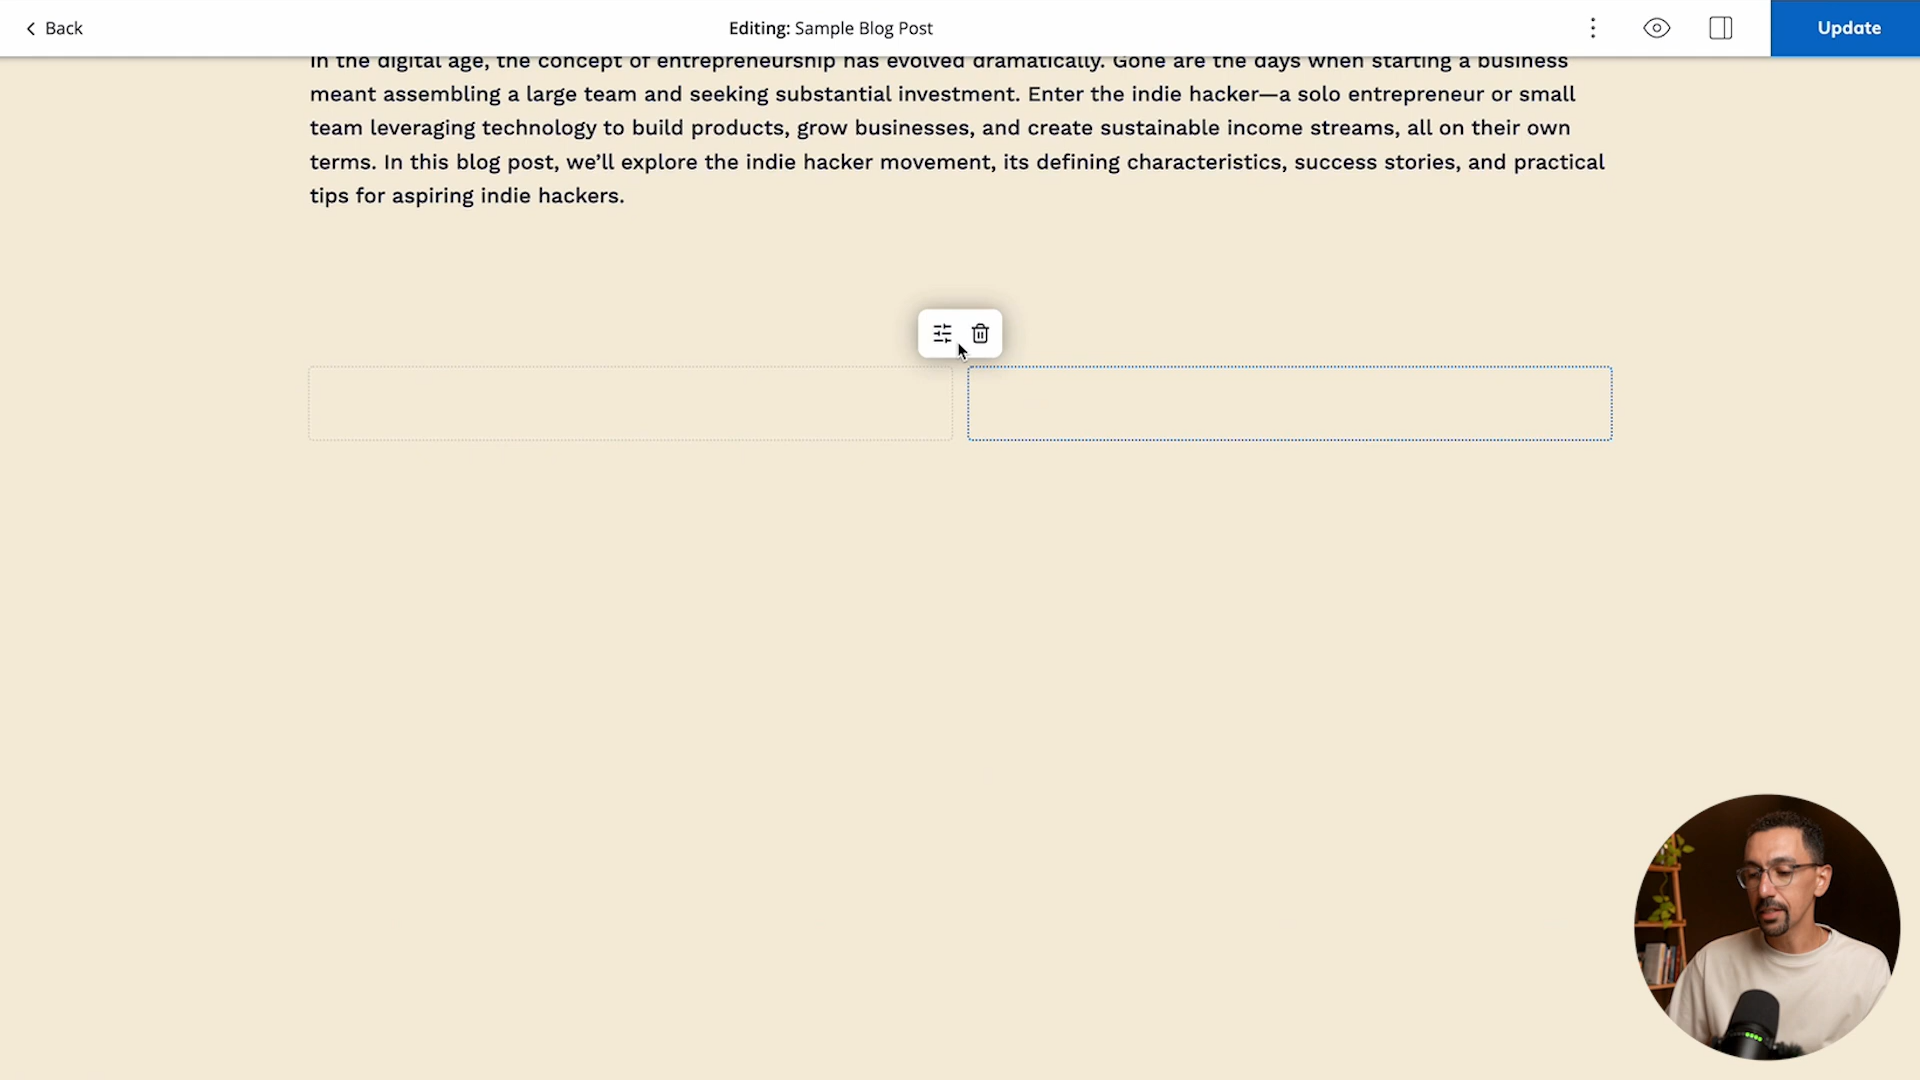 Back
Editing: Sample Blog Post
Update
In the digital age, the concept of entrepreneurship has evolved dramatically. Gone are the days when starting a business
meant assembling a large team and seeking substantial investment. Enter the indie hacker—a solo entrepreneur or small
team leveraging technology to build products, grow businesses, and create sustainable income streams, all on their own
terms. In this blog post, we’ll explore the indie hacker movement, its defining characteristics, success stories, and practical
tips for aspiring indie hackers.